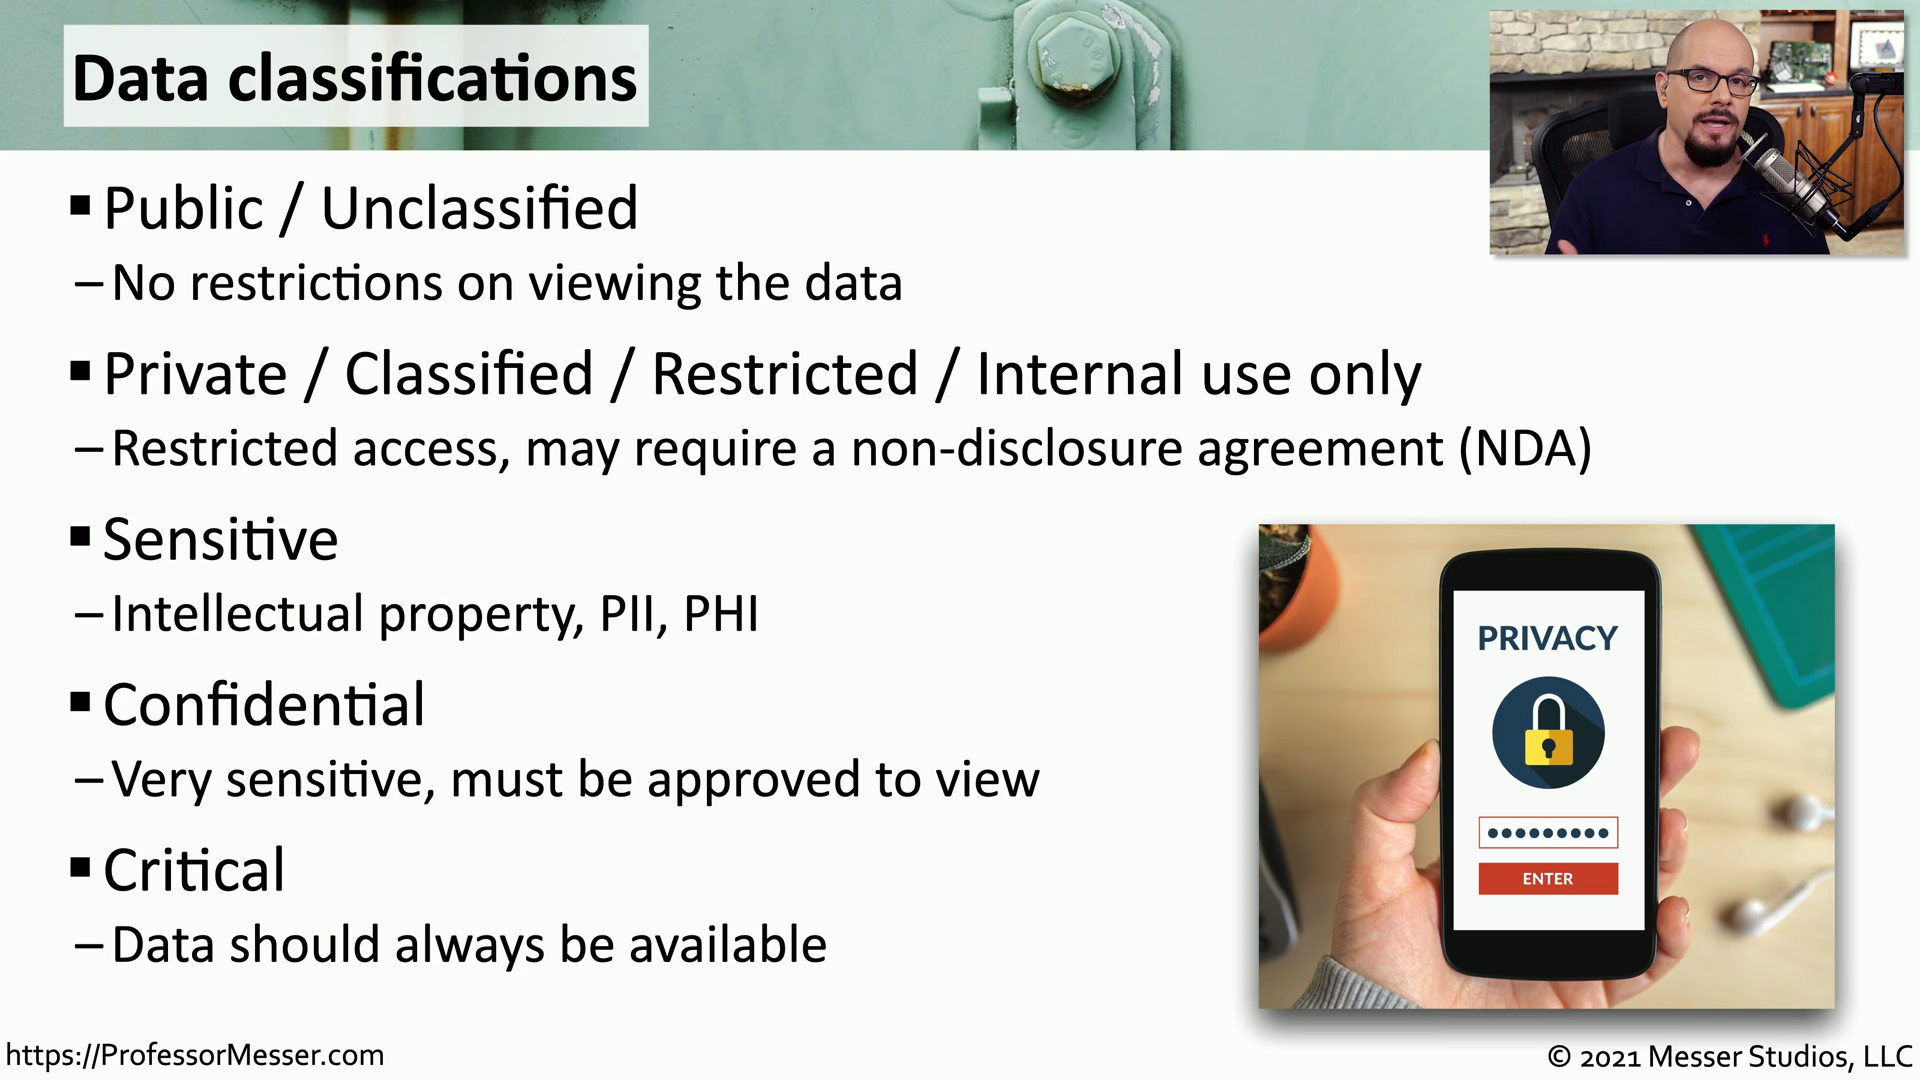 Data classifications
▪ Public / Unclassified
– No restrictions on viewing the data
▪ Private / Classified / Restricted / Internal use only
– Restricted access, may require a non-disclosure agreement (NDA)
▪ Sensitive
– Intellectual property, PII, PHI
▪ Confidential
– Very sensitive, must be approved to view
▪ Critical
– Data should always be available
PRIVACY
ENTER
https://ProfessorMesser.com
© 2021 Messer Studios, LLC